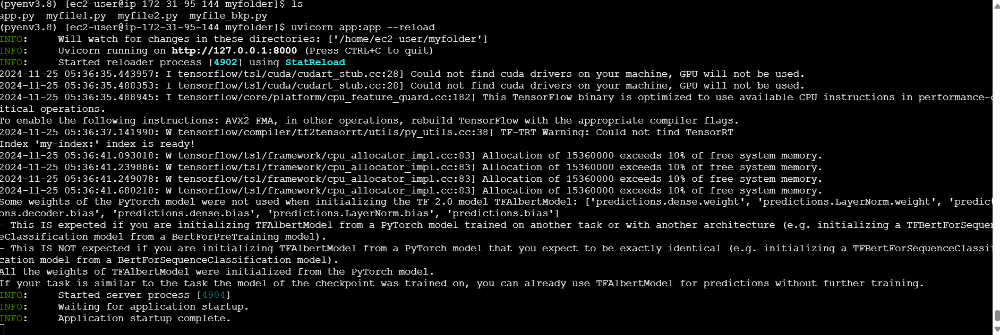 (pyenv3.8) [ec2-user@ip-172-31-95-144 myfolder]$ ls
app.py  myfile1.py  myfile2.py  myfile_bkp.py
(pyenv3.8) [ec2-user@ip-172-31-95-144 myfolder]$ uvicorn app:app --reload
INFO:     Will watch for changes in these directories: ['/home/ec2-user/myfolder']
INFO:     Uvicorn running on http://127.0.0.1:8000 (Press CTRL+C to quit)
INFO:     Started reloader process [4902] using StatReload
2024-11-25 05:36:35.443957: I tensorflow/tsl/cuda/cudart_stub.cc:28] Could not find cuda drivers on your machine, GPU will not be used.
2024-11-25 05:36:35.488353: I tensorflow/tsl/cuda/cudart_stub.cc:28] Could not find cuda drivers on your machine, GPU will not be used.
2024-11-25 05:36:35.488945: I tensorflow/core/platform/cpu_feature_guard.cc:182] This TensorFlow binary is optimized to use available CPU instructions in performance-c
itical operations.
To enable the following instructions: AVX2 FMA, in other operations, rebuild TensorFlow with the appropriate compiler flags.
2024-11-25 05:36:37.141990: W tensorflow/compiler/tf2tensorrt/utils/py_utils.cc:38] TF-TRT Warning: Could not find TensorRT
Index 'my-index:' index is ready!
2024-11-25 05:36:41.093018: W tensorflow/tsl/framework/cpu_allocator_impl.cc:83] Allocation of 15360000 exceeds 10% of free system memory.
2024-11-25 05:36:41.239886: W tensorflow/tsl/framework/cpu_allocator_impl.cc:83] Allocation of 15360000 exceeds 10% of free system memory.
2024-11-25 05:36:41.249078: W tensorflow/tsl/framework/cpu_allocator_impl.cc:83] Allocation of 15360000 exceeds 10% of free system memory.
2024-11-25 05:36:41.680218: W tensorflow/tsl/framework/cpu_allocator_impl.cc:83] Allocation of 15360000 exceeds 10% of free system memory.
Some weights of the PyTorch model were not used when initializing the TF 2.0 model TFAlbertModel: ['predictions.dense.weight', 'predictions.LayerNorm.weight', 'predict
ons.decoder.bias', 'predictions.dense.bias', 'predictions.LayerNorm.bias', 'predictions.bias']
- This IS expected if you are initializing TFAlbertModel from a PyTorch model trained on another task or with another architecture (e.g. initializing a TFBertForSequen
eClassification model from a BertForPreTraining model).
- This IS NOT expected if you are initializing TFAlbertModel from a PyTorch model that you expect to be exactly identical (e.g. initializing a TFBertForSequenceClassifi
cation model from a BertForSequenceClassification model).
All the weights of TFAlbertModel were initialized from the PyTorch model.
If your task is similar to the task the model of the checkpoint was trained on, you can already use TFAlbertModel for predictions without further training.
INFO:     Started server process [4904]
INFO:     Waiting for application startup.
INFO:     Application startup complete.